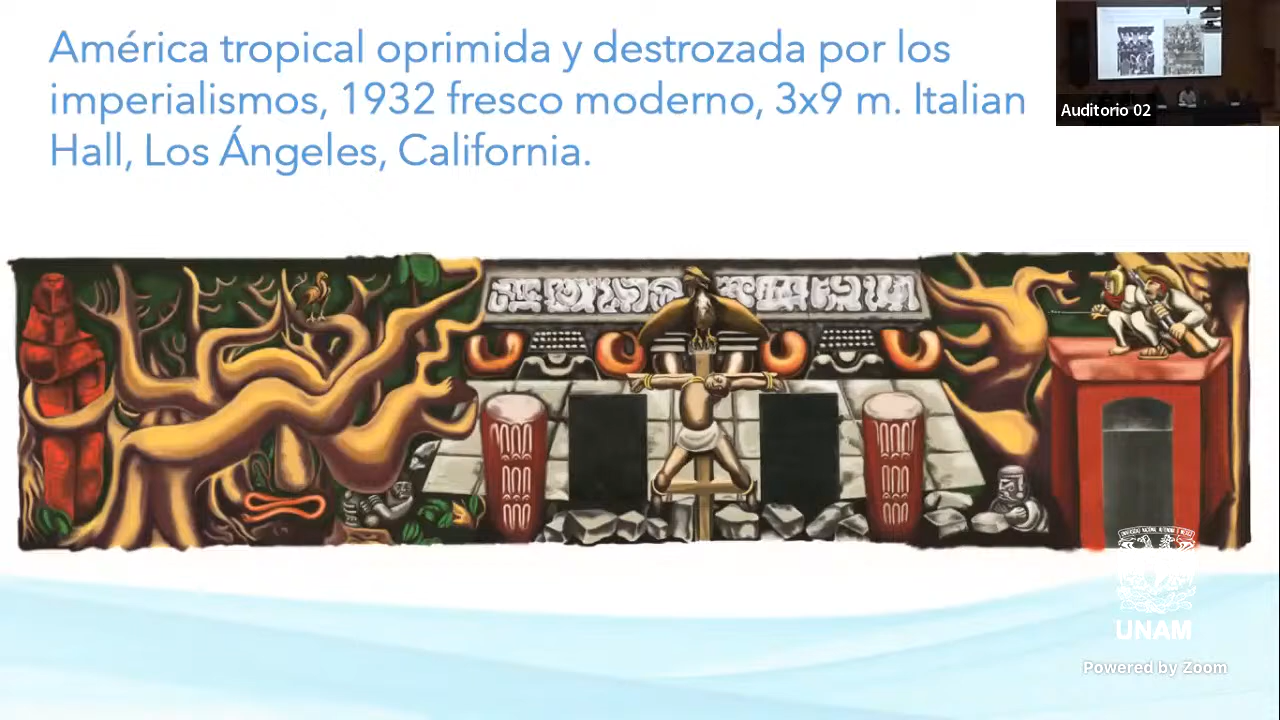 América tropical oprimida y destrozada por los
imperialismos, 1932 fresco moderno, 3x9 m. Italian
Hall, Los Ángeles, California.
Auditorio 02
UNAM
Powered by Zoom